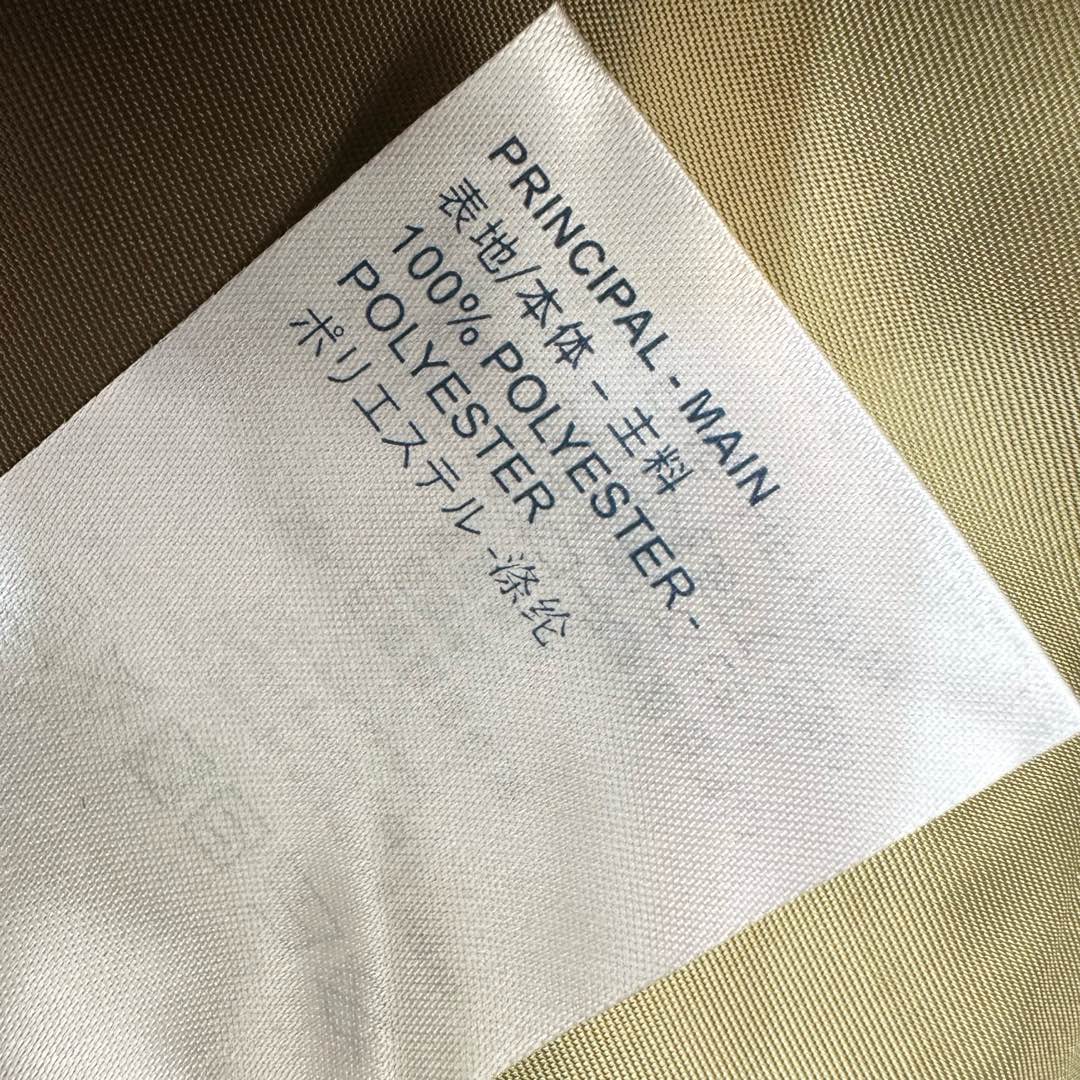 PRINCIPAL - MAIN
表地/本体 - 主料
100% POLYESTER -
POLYESTER
ポリエステル -涤纶